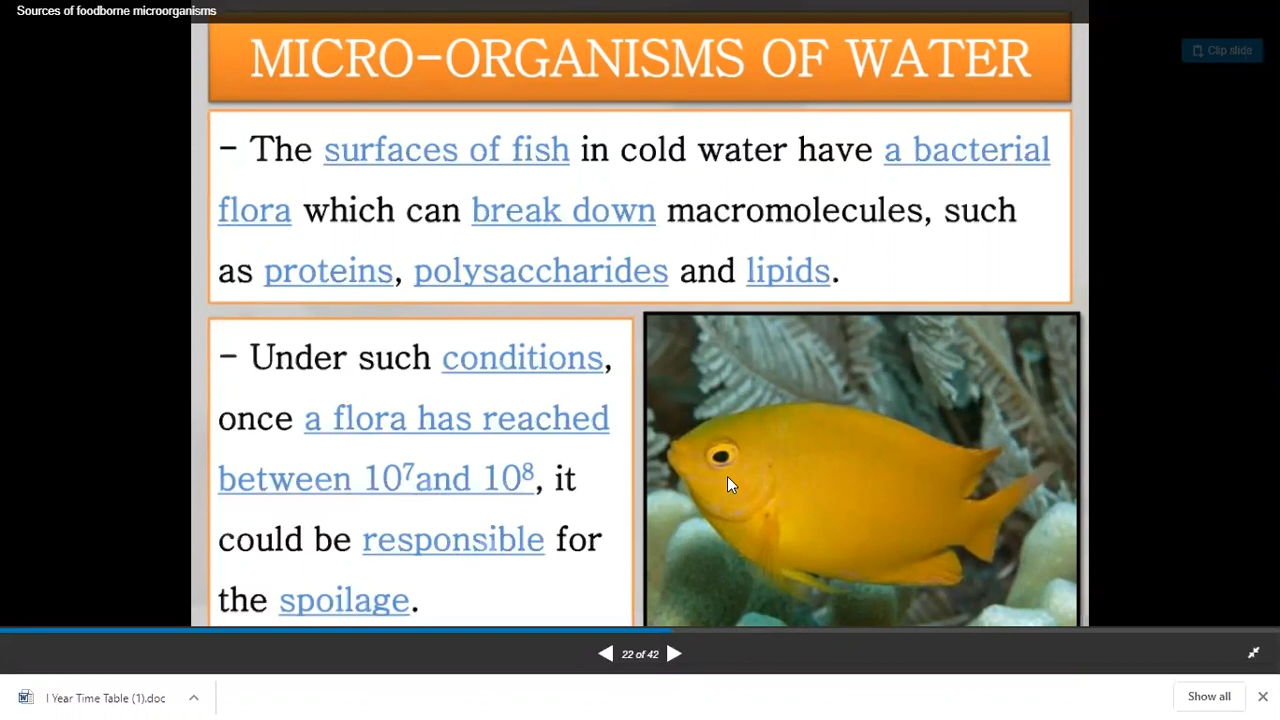 Sources of foodborne microorganisms
MICRO-ORGANISMS OF WATER
Clip slide
- The surfaces of fish in cold water have a bacterial
flora which can break down macromolecules, such
as proteins, polysaccharides and lipids.
- Under such conditions,
once a flora has reached
between 10⁷and 10⁸, it
could be responsible for
the spoilage.
22 of 42
I Year Time Table (1).doc
Show all